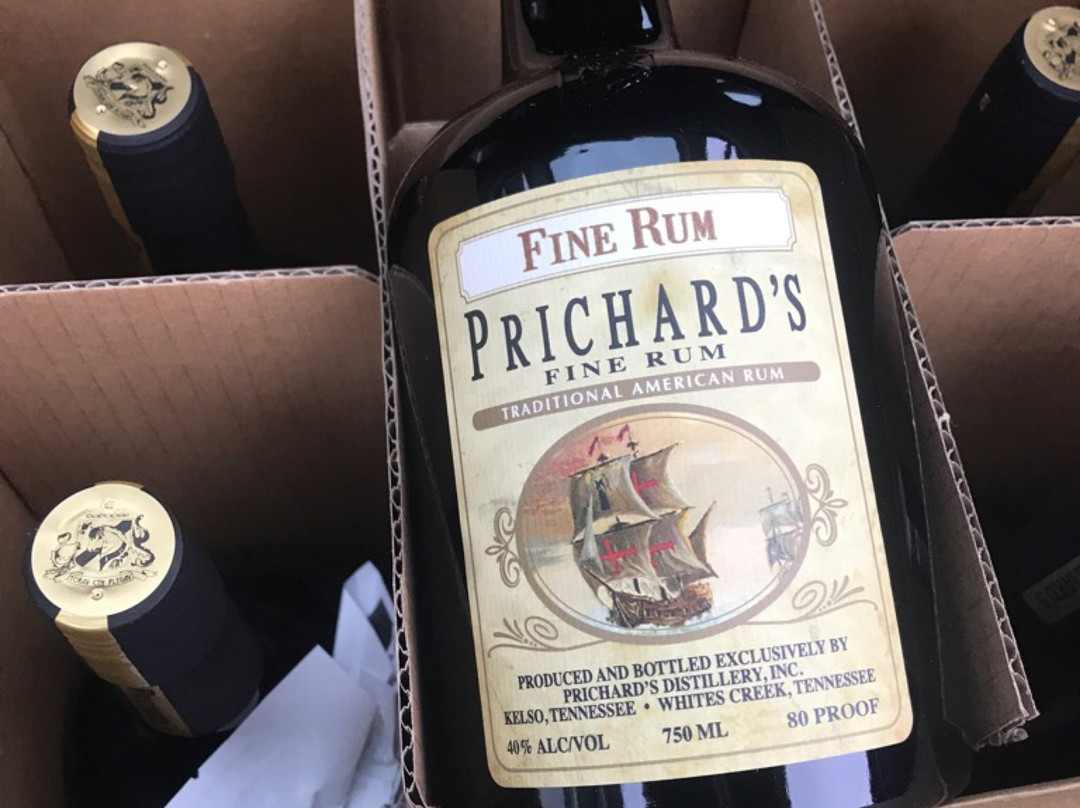 FINE RUM
PRICHARD'S
FINE RUM
TRADITIONAL AMERICAN RUM
PRODUCED AND BOTTLED EXCLUSIVELY BY
PRICHARD'S DISTILLERY, INC.
KELSO, TENNESSEE • WHITES CREEK, TENNESSEE
40% ALC/VOL 750 ML 80 PROOF